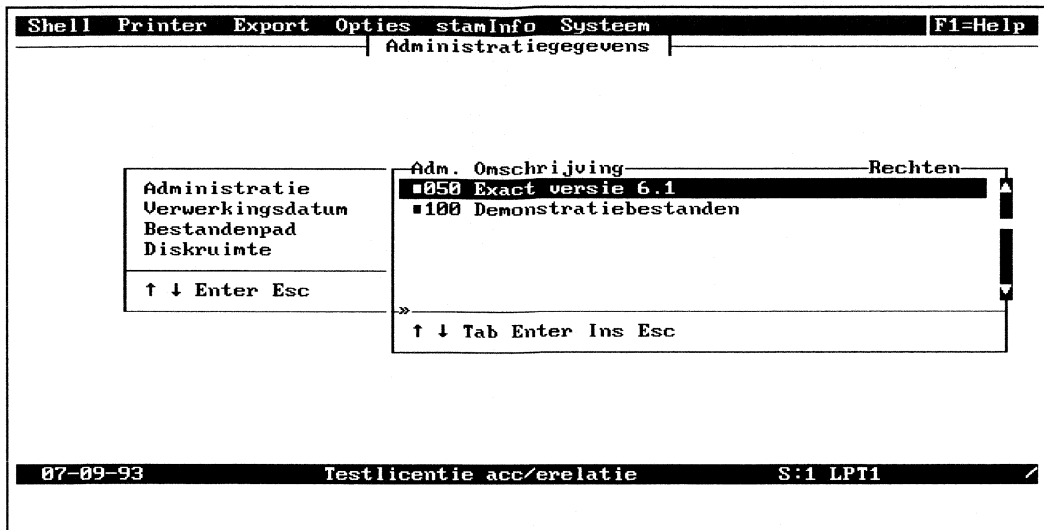 Shell Printer Export Opties stamInfo Systeem F1=Help
Administratiegegevens
Adm. Omschrijving Rechten
Administratie
Verwerkingsdatum
Bestandenpad
Diskruimte
↑ ↓ Enter Esc
■050 Exact versie 6.1
■100 Demonstratiebestanden
»
↑ ↓ Tab Enter Ins Esc
07-09-93 Testlicentie acc/erelatie S:1 LPT1 /